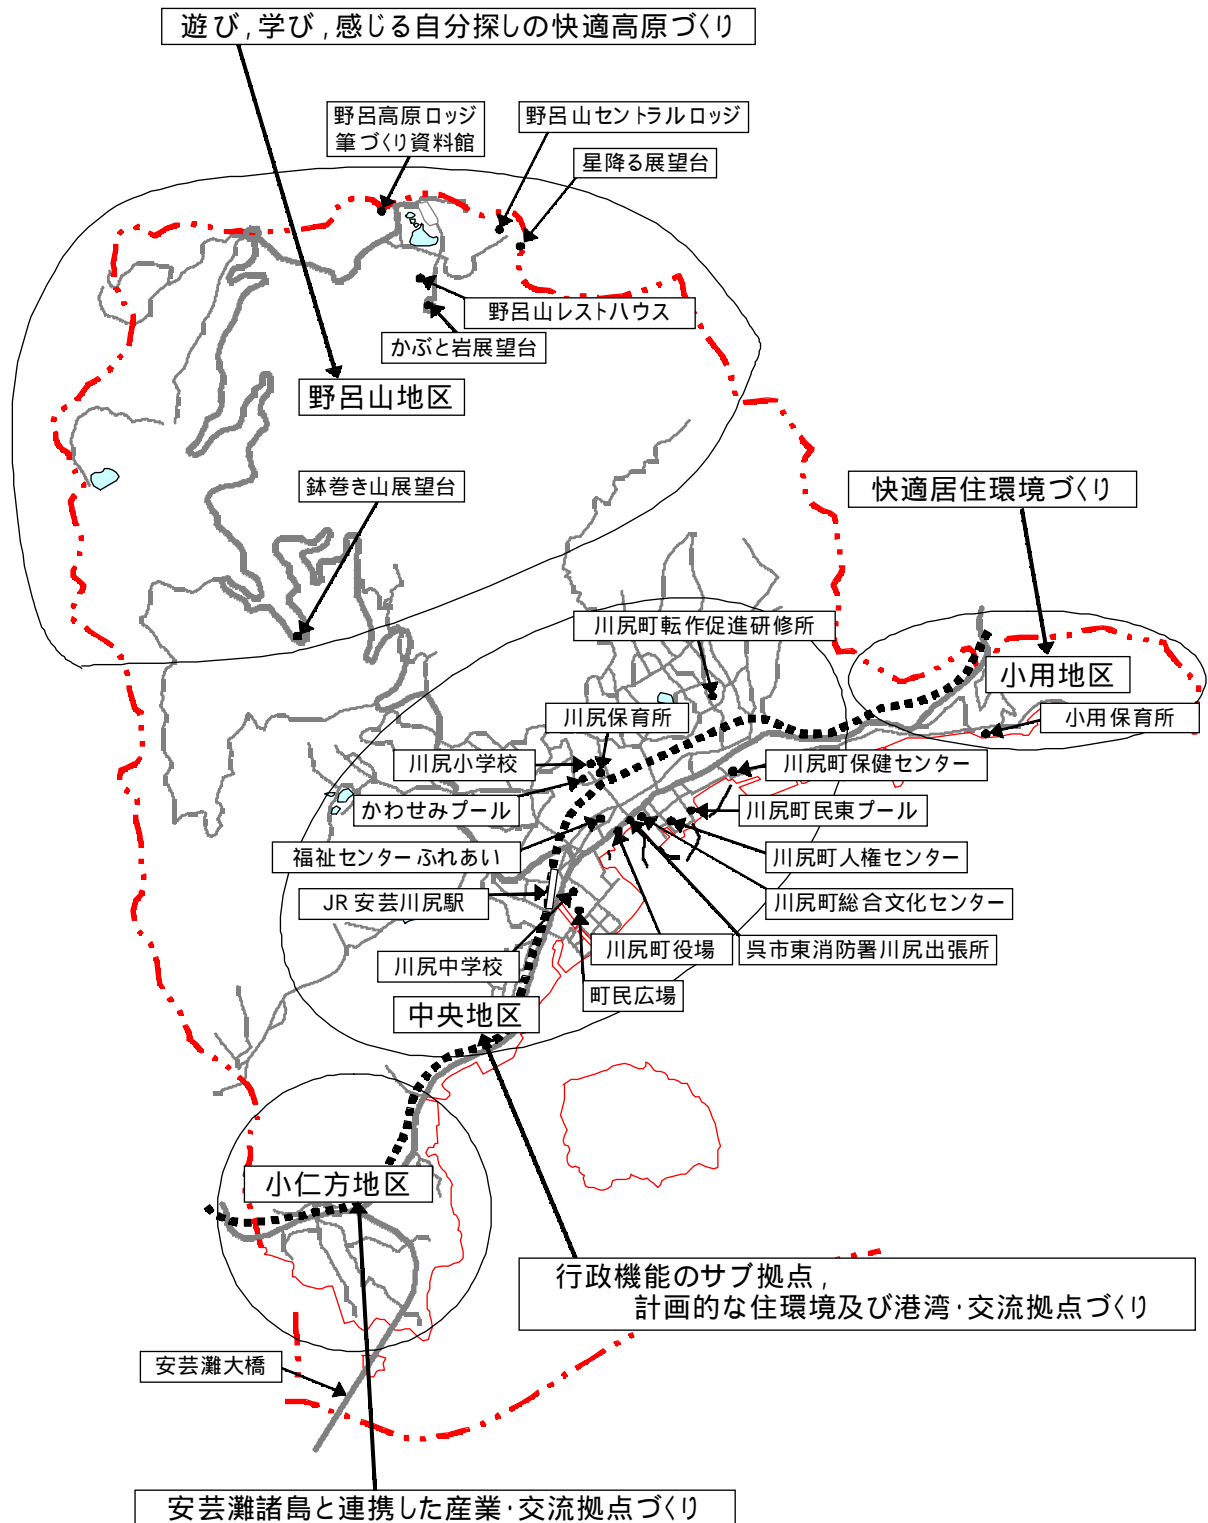 遊び,学び,感じる自分探しの快適高原づくり
野呂高原ロッジ
筆づくり資料館
野呂山セントラルロッジ
星降る展望台
野呂山レストハウス
かぶと岩展望台
野呂山地区
鉢巻き山展望台
快適居住環境づくり
川尻町転作促進研修所
小用地区
川尻保育所
小用保育所
川尻小学校
川尻町保健センター
かわせみプール
川尻町民東プール
福祉センターふれあい
川尻町人権センター
JR安芸川尻駅
川尻町総合文化センター
川尻中学校
川尻町役場
呉市東消防署川尻出張所
町民広場
中央地区
小仁方地区
行政機能のサブ拠点,
計画的な住環境及び港湾・交流拠点づくり
安芸灘大橋
安芸灘諸島と連携した産業・交流拠点づくり